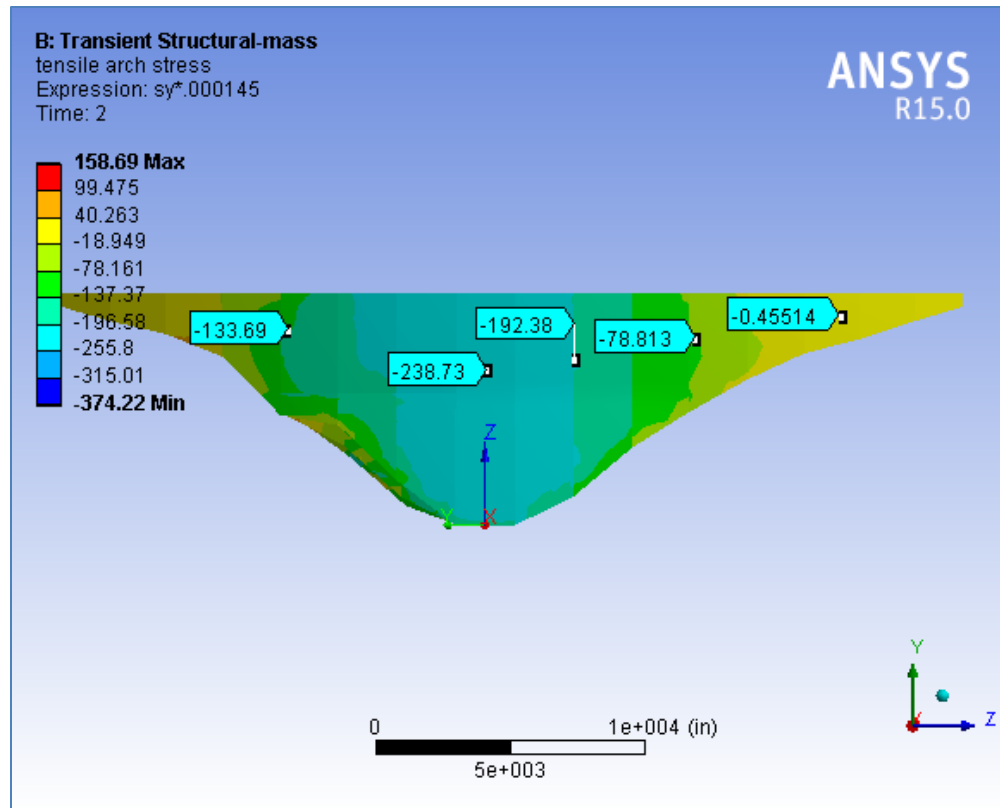 B: Transient Structural-mass
tensile arch stress
Expression: sy*.000145
Time: 2
ANSYS
R15.0
158.69 Max
99.475
40.263
-18.949
-78.161
-137.37
-196.58
-255.8
-315.01
-374.22 Min
-133.69
-238.73
-192.38
-78.813
-0.45514
Z
Y
X
Y
Z
0
1e+004 (in)
5e+003